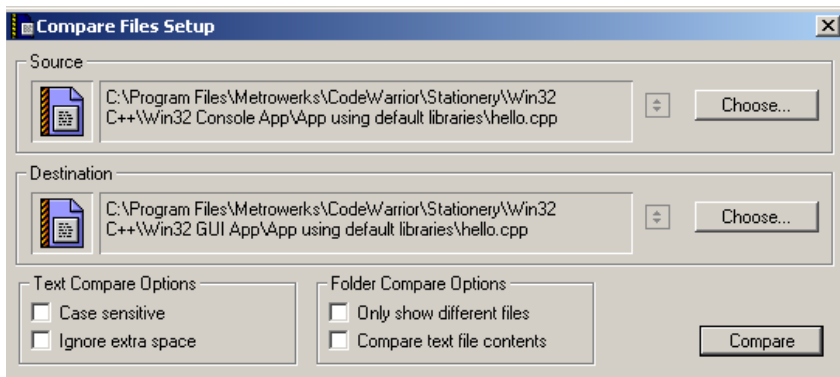 Compare Files Setup
Source
C:\Program Files\Metrowerks\CodeWarrior\Stationery\Win32
C++\Win32 Console App\App using default libraries\hello.cpp
Choose...
Destination
C:\Program Files\Metrowerks\CodeWarrior\Stationery\Win32
C++\Win32 GUI App\App using default libraries\hello.cpp
Choose...
Text Compare Options
Case sensitive
Ignore extra space
Folder Compare Options
Only show different files
Compare text file contents
Compare